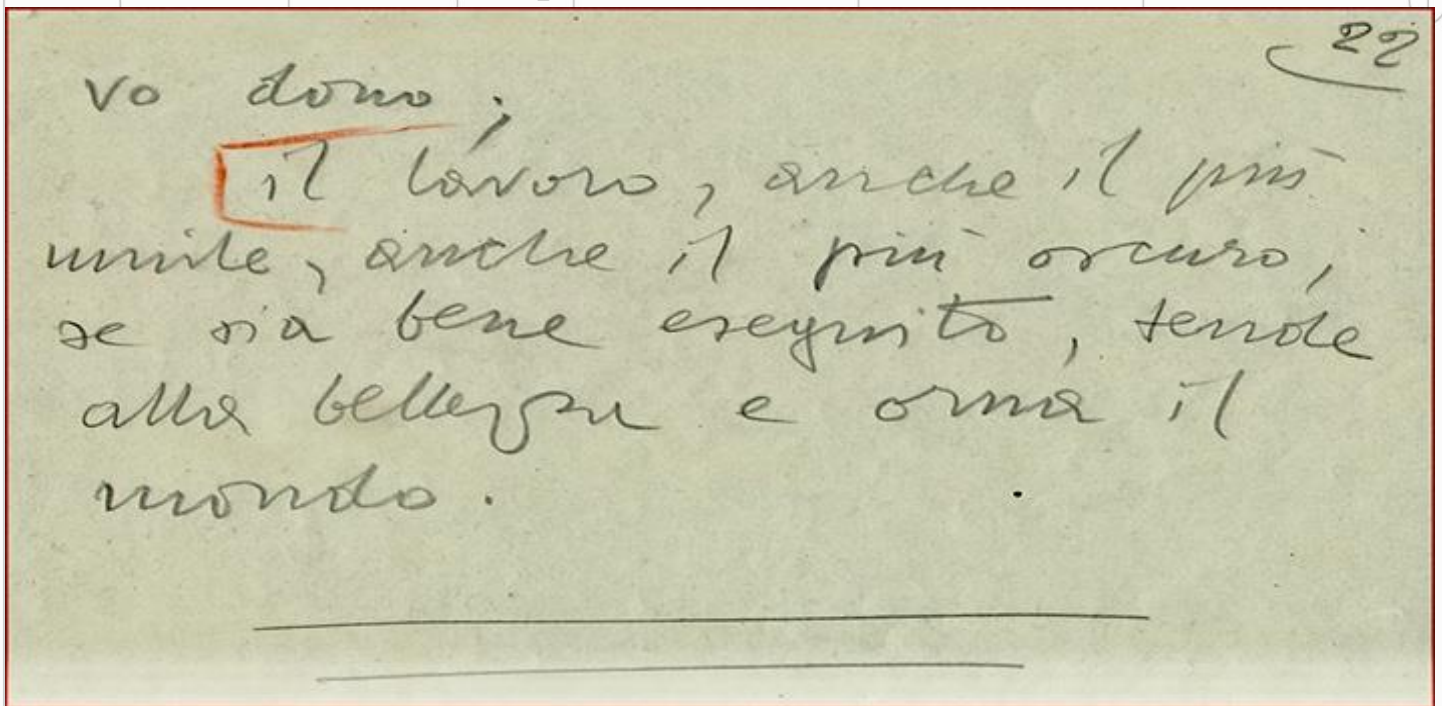 22
vo dono;
il lavoro, anche il più
umile, anche il più oscuro,
se sia bene eseguito, tende
alla bellezza e orna il
mondo.